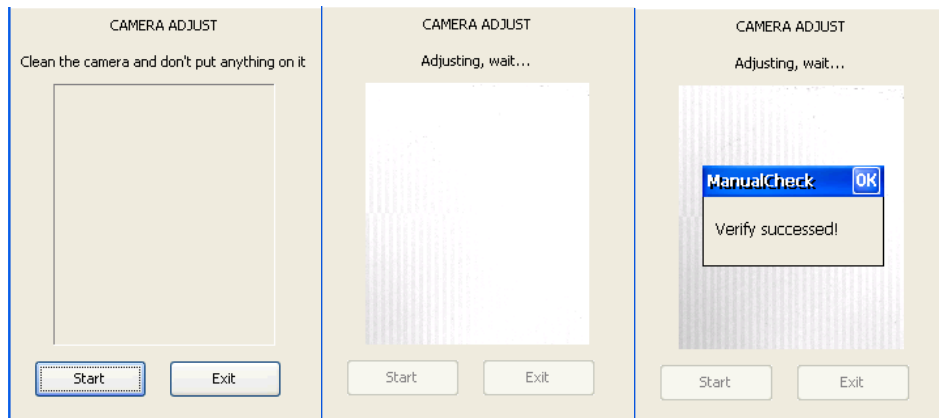 CAMERA ADJUST
Clean the camera and don't put anything on it
Start
Exit
CAMERA ADJUST
Adjusting, wait...
Start
Exit
CAMERA ADJUST
Adjusting, wait...
ManualCheck
OK
Verify successed!
Start
Exit